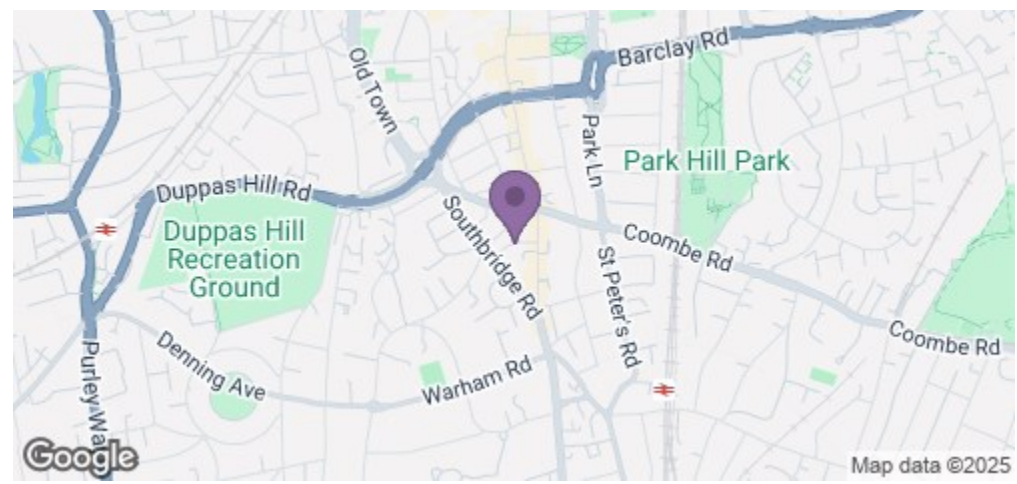 Barclay Rd
Old Town
Park Ln
Park Hill Park
Duppas Hill Rd
Duppas Hill
Recreation
Ground
Southbridge Rd
Coombe Rd
St Peter's Rd
Coombe Rd
Denning Ave
Purley Wa
Warham Rd
Google
Map data ©2025